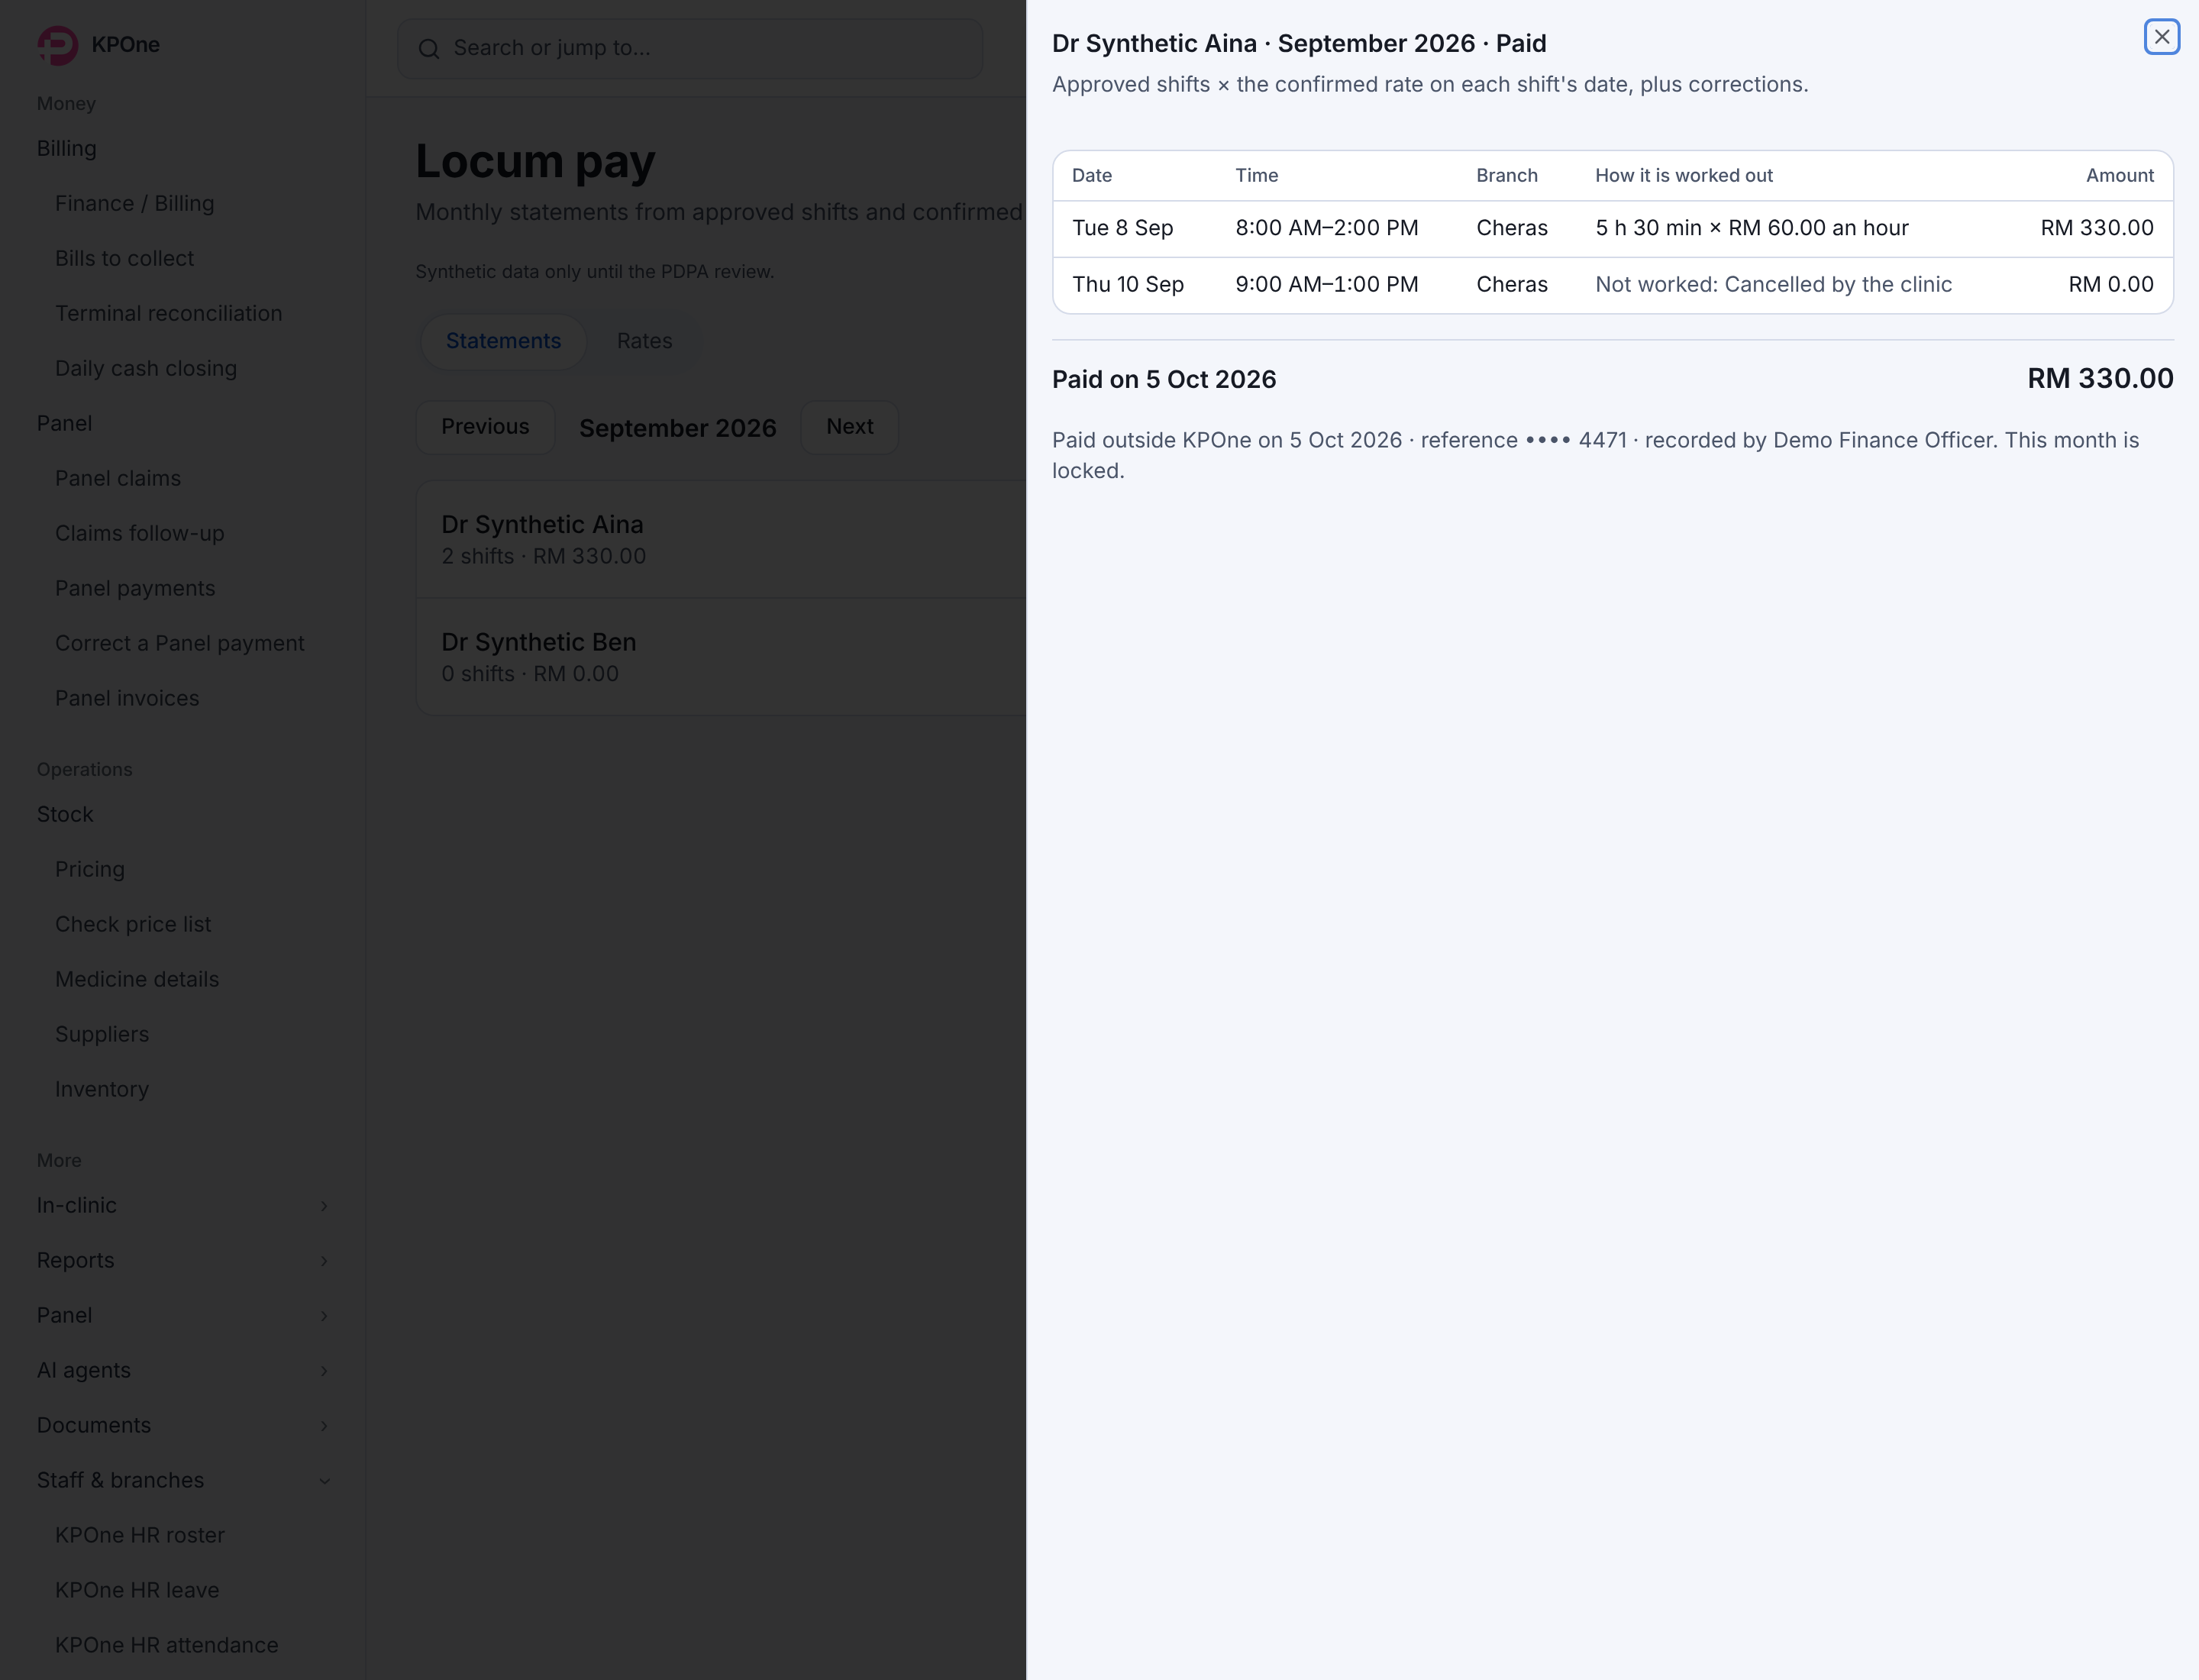 KPOne
Money
Billing
Finance / Billing
Bills to collect
Terminal reconciliation
Daily cash closing
Panel
Panel claims
Claims follow-up
Panel payments
Correct a Panel payment
Panel invoices
Operations
Stock
Pricing
Check price list
Medicine details
Suppliers
Inventory
More
In-clinic
Reports
Panel
AI agents
Documents
Staff & branches
KPOne HR roster
KPOne HR leave
KPOne HR attendance
Search or jump to...
Locum pay
Monthly statements from approved shifts and confirmed
Synthetic data only until the PDPA review.
Statements Rates
Previous September 2026 Next
Dr Synthetic Aina
2 shifts · RM 330.00
Dr Synthetic Ben
0 shifts · RM 0.00
Dr Synthetic Aina · September 2026 · Paid
Approved shifts × the confirmed rate on each shift's date, plus corrections.
Date Time Branch How it is worked out Amount
Tue 8 Sep 8:00 AM–2:00 PM Cheras 5 h 30 min × RM 60.00 an hour RM 330.00
Thu 10 Sep 9:00 AM–1:00 PM Cheras Not worked: Cancelled by the clinic RM 0.00
Paid on 5 Oct 2026 RM 330.00
Paid outside KPOne on 5 Oct 2026 · reference •••• 4471 · recorded by Demo Finance Officer. This month is
locked.